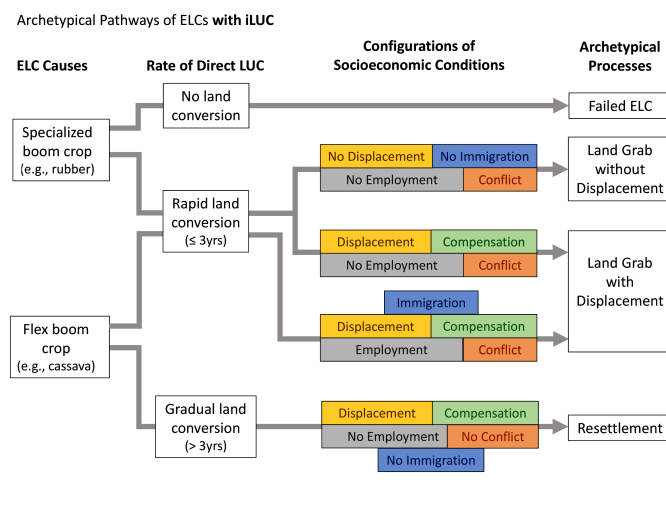 Archetypical Pathways of ELCs with iLUC
ELC Causes
Rate of Direct LUC
Configurations of
Socioeconomic Conditions
Archetypical
Processes
No land
conversion
Failed ELC
Specialized
boom crop
(e.g., rubber)
No Displacement
No Immigration
No Employment
Conflict
Land Grab
without
Displacement
Rapid land
conversion
(≤ 3yrs)
Displacement
Compensation
No Employment
Conflict
Land Grab
with
Displacement
Immigration
Displacement
Compensation
Employment
Conflict
Flex boom
crop
(e.g., cassava)
Gradual land
conversion
(> 3yrs)
Displacement
Compensation
No Employment
No Conflict
No Immigration
Resettlement